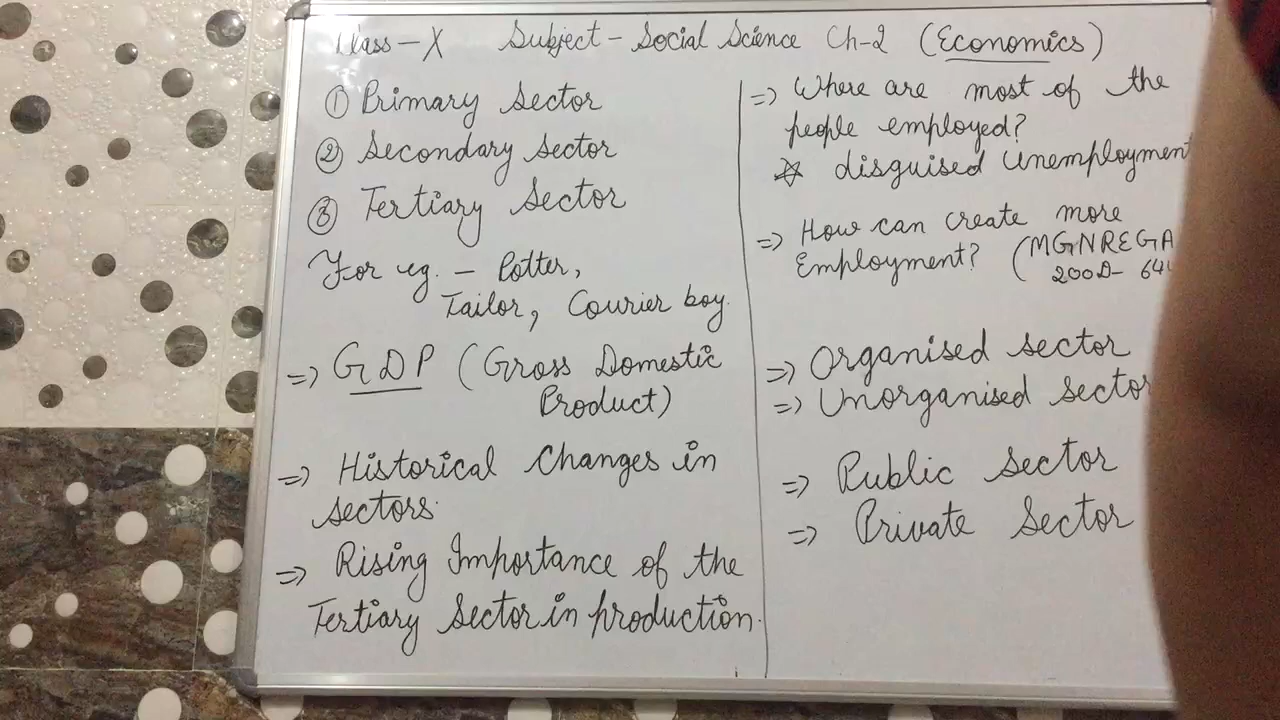 Class - X Subject - Social Science Ch-2 (Economics)
① Primary Sector
② Secondary Sector
③ Tertiary Sector
For eg. - Potter,
Tailor, Courier boy.
=> GDP (Gross Domestic
Product)
=> Historical Changes in
sectors.
=> Rising Importance of the
Tertiary Sector in production.
=> Where are most of the
people employed?
☆ disguised Unemployment
=> How can create more
Employment? (MGNREGA
=> Organised sector
=> Unorganised sector
=> Public Sector
=> Private Sector